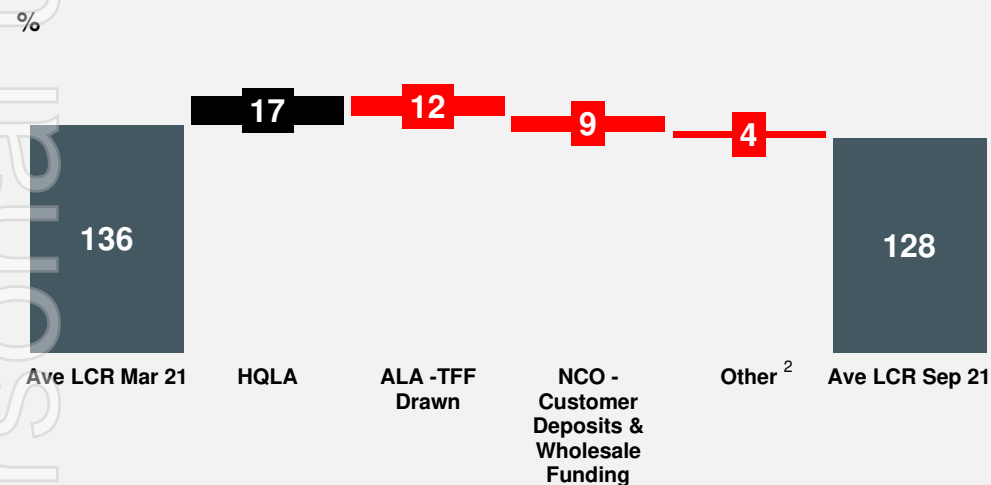 %
17
12
9
4
136
128
Ave LCR Mar 21
HQLA
ALA -TFF
Drawn
NCO -
Customer
Deposits &
Wholesale
Funding
Other 2
Ave LCR Sep 21
rsonal